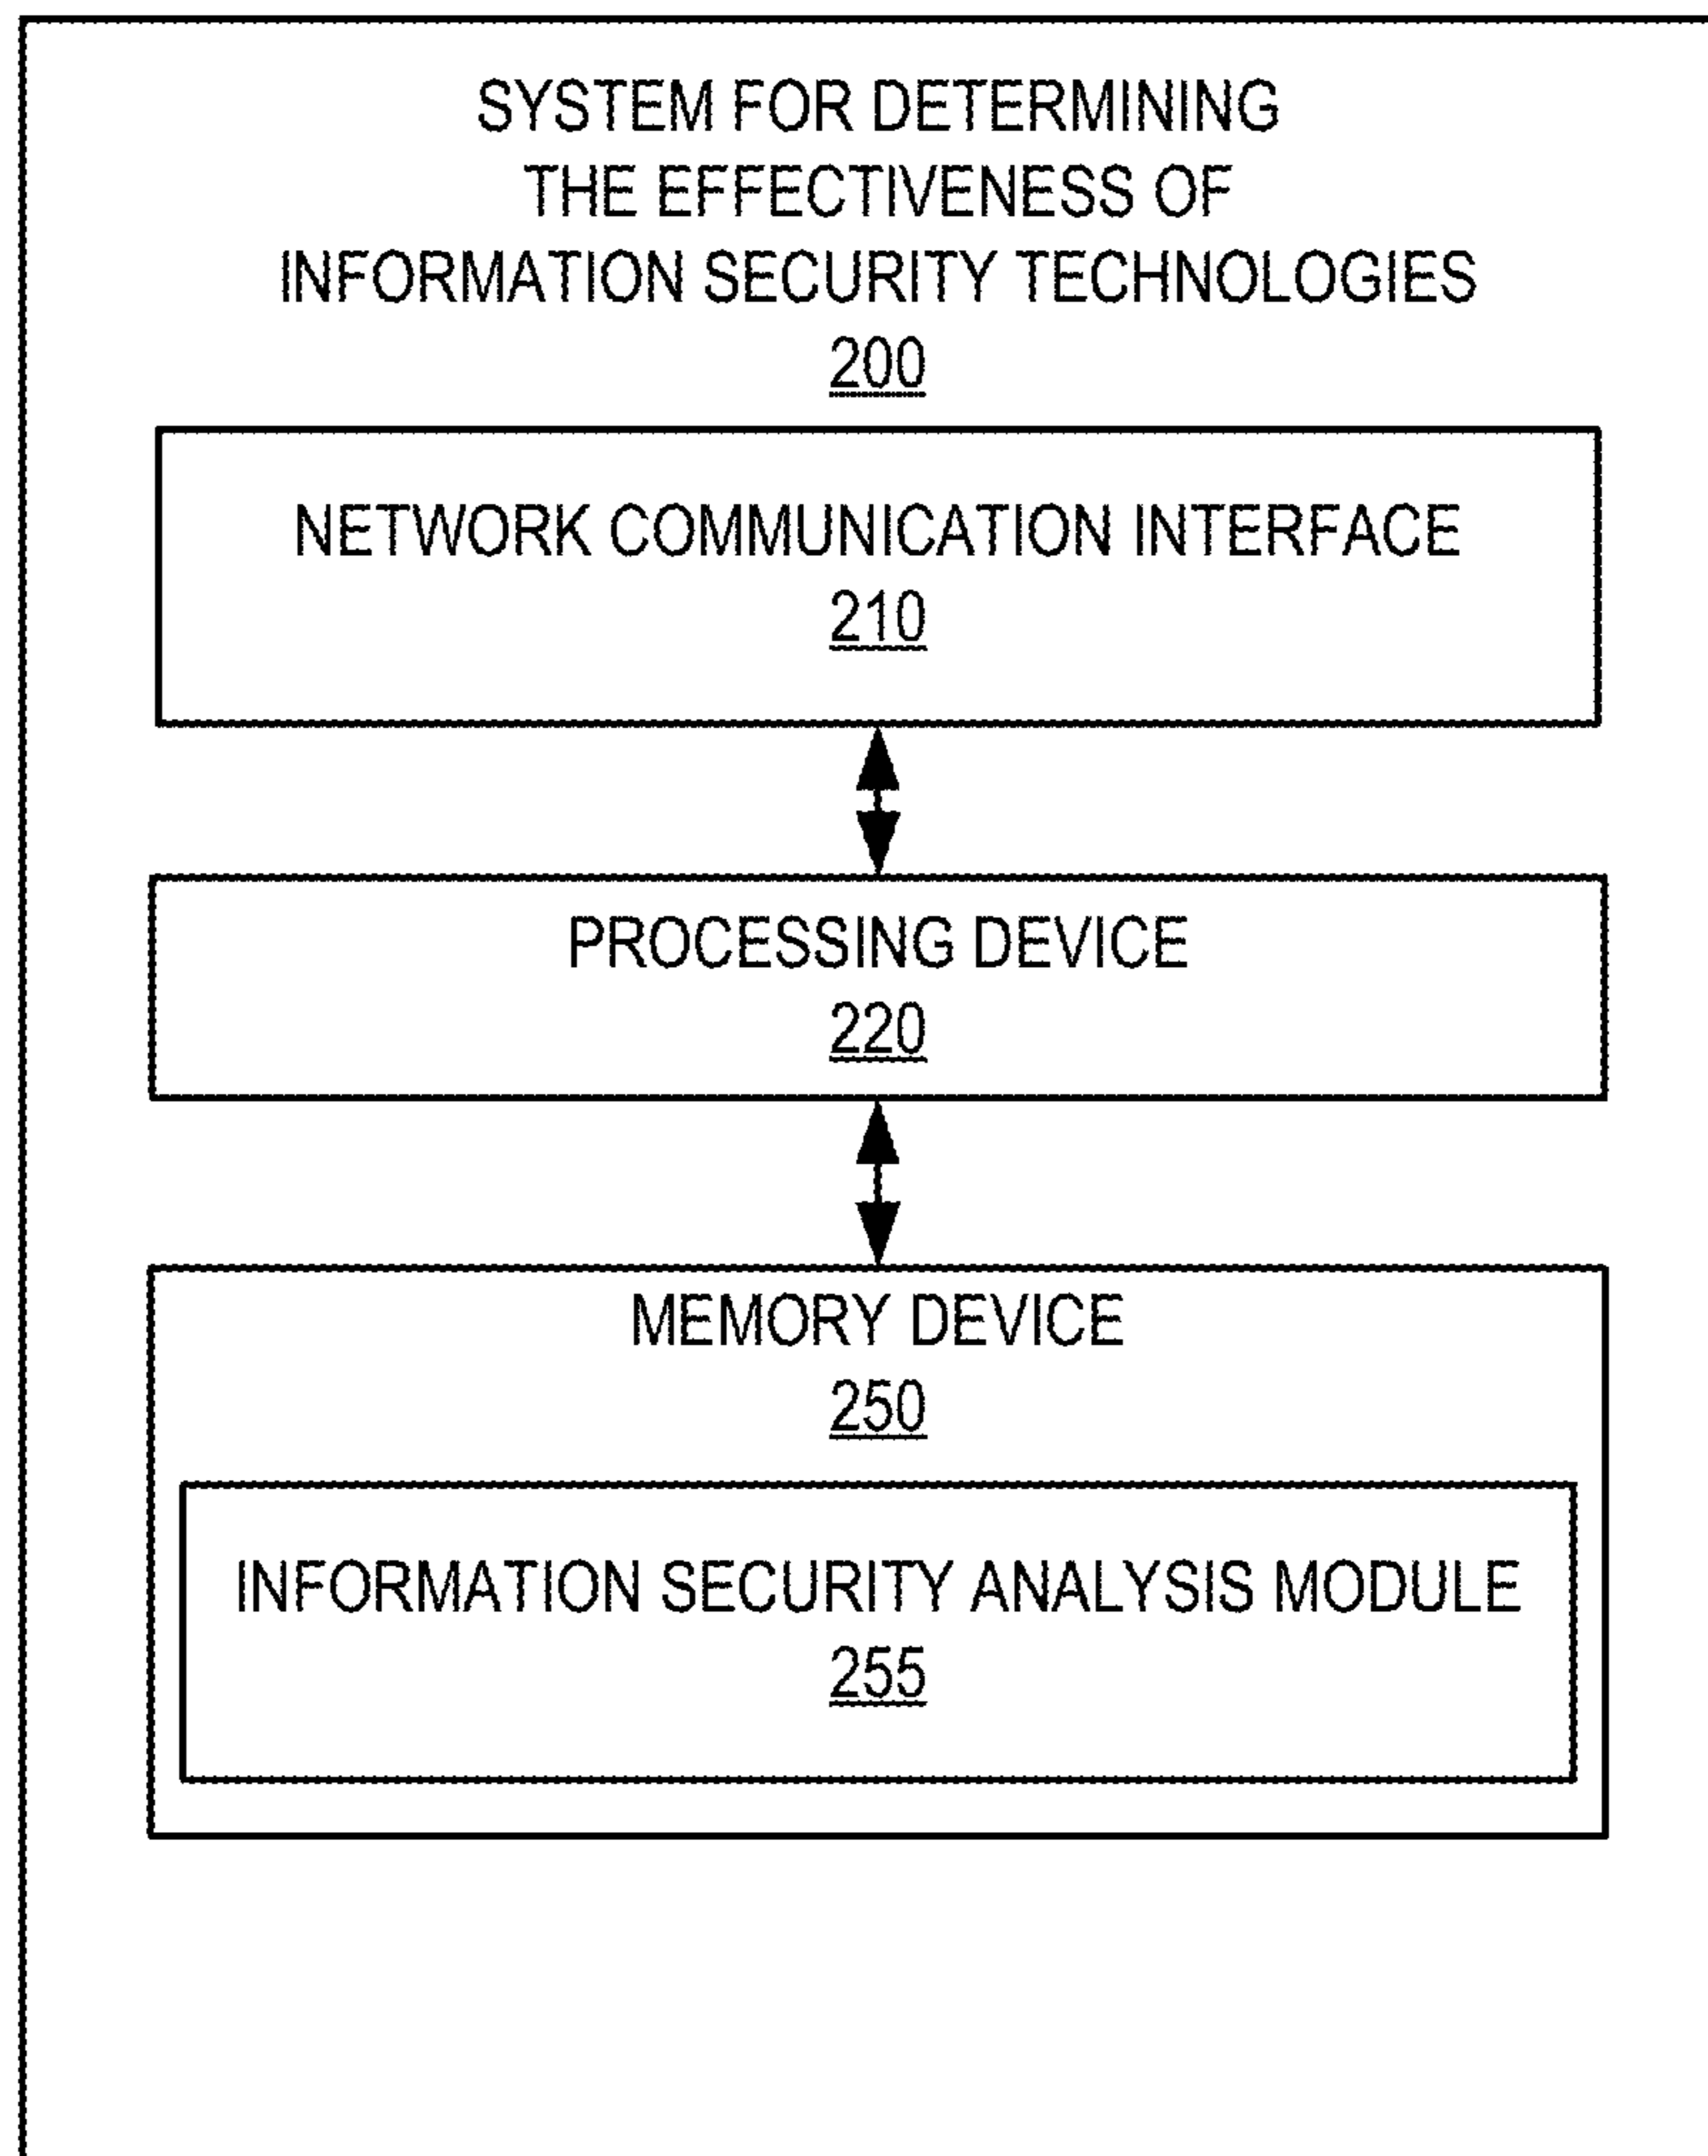 SYSTEM FOR DETERMINING
THE EFFECTIVENESS OF
INFORMATION SECURITY TECHNOLOGIES
200
NETWORK COMMUNICATION INTERFACE
210
PROCESSING DEVICE
220
MEMORY DEVICE
250
INFORMATION SECURITY ANALYSIS MODULE
255